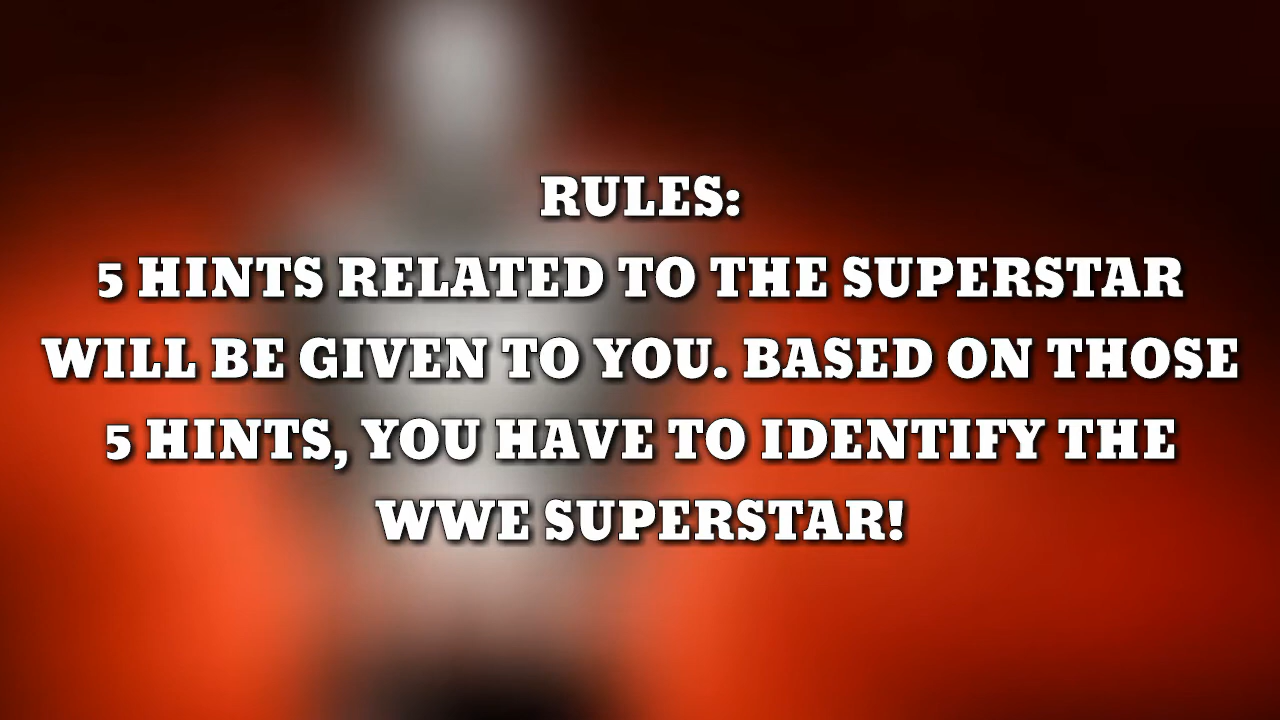 RULES:
5 HINTS RELATED TO THE SUPERSTAR
WILL BE GIVEN TO YOU. BASED ON THOSE
5 HINTS, YOU HAVE TO IDENTIFY THE
WWE SUPERSTAR!